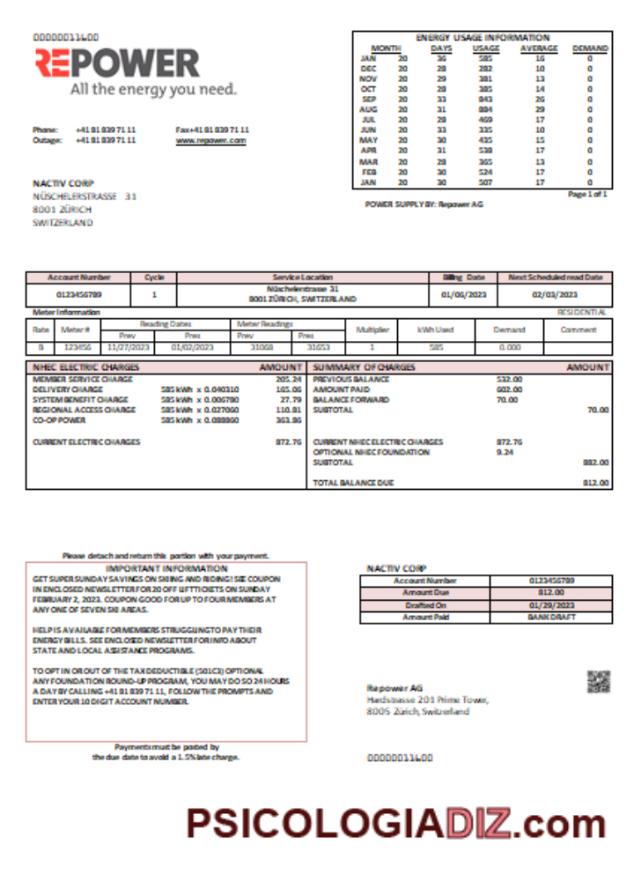 00000011600
REPOWER
All the energy you need.
Phone: +41 81 839 71 11 Fax+41 81 839 71 11
Outage: +41 81 839 71 11 www.repower.com
NACTIV CORP
NÜSCHELERSTRASSE 31
8001 ZÜRICH
SWITZERLAND
ENERGY USAGE INFORMATION
MONTH DAYS USAGE AVERAGE DEMAND
JAN 20 36 585 16 0
DEC 20 28 282 10 0
NOV 20 29 381 13 0
OCT 20 28 385 14 0
SEP 20 33 843 26 0
AUG 20 31 884 29 0
JUL 20 28 469 17 0
JUN 20 33 335 10 0
MAY 20 30 435 15 0
APR 20 31 538 17 0
MAR 20 28 365 13 0
FEB 20 30 524 17 0
JAN 20 30 507 17 0
Page 1 of 1
POWER SUPPLY BY: Repower AG
Account Number Cycle Service Location Billing Date Next Scheduled read Date
0123456789 1 Nüschelerstrasse 31 01/06/2023 02/03/2023
8001 ZÜRICH, SWITZERLAND
Meter Information RESIDENTIAL
Rate Meter # Reading Dates Meter Readings Multiplier kWh Used Demand Comment
Prev Pres Prev Pres
B 123456 11/27/2023 01/02/2023 31068 31653 1 585 0.000
NHEC ELECTRIC CHARGES AMOUNT
MEMBER SERVICE CHARGE 205.24
DELIVERY CHARGE 585 kWh x 0.040310 165.06
SYSTEM BENEFIT CHARGE 585 kWh x 0.006780 27.79
REGIONAL ACCESS CHARGE 585 kWh x 0.027060 110.81
CO-OP POWER 585 kWh x 0.088860 363.86
CURRENT ELECTRIC CHARGES 872.76
SUMMARY OF CHARGES AMOUNT
PREVIOUS BALANCE 532.00
AMOUNT PAID 602.00
BALANCE FORWARD 70.00
SUBTOTAL 70.00
CURRENT NHEC ELECTRIC CHARGES 872.76
OPTIONAL NHEC FOUNDATION 9.24
SUBTOTAL 882.00
TOTAL BALANCE DUE 812.00
Please detach and return this portion with your payment.
IMPORTANT INFORMATION
GET SUPER SUNDAY SAVINGS ON SKIING AND RIDING! SEE COUPON
IN ENCLOSED NEWSLETTER FOR 20 OFF LIFT TICKETS ON SUNDAY
FEBRUARY 2, 2023. COUPON GOOD FOR UP TO FOUR MEMBERS AT
ANY ONE OF SEVEN SKI AREAS.
HELP IS AVAILABLE FOR MEMBERS STRUGGLING TO PAY THEIR
ENERGY BILLS. SEE ENCLOSED NEWSLETTER FOR INFO ABOUT
STATE AND LOCAL ASSISTANCE PROGRAMS.
TO OPT IN OR OUT OF THE TAX DEDUCTIBLE (501C3) OPTIONAL
ANY FOUNDATION ROUND-UP PROGRAM, YOU MAY DO SO 24 HOURS
A DAY BY CALLING +41 81 839 71 11, FOLLOW THE PROMPTS AND
ENTER YOUR 10 DIGIT ACCOUNT NUMBER.
Payments must be posted by
the due date to avoid a 1.5% late charge.
NACTIV CORP
Account Number 0123456789
Amount Due 812.00
Drafted On 01/29/2023
Amount Paid BANK DRAFT
Repower AG
Hardstrasse 201 Prime Tower,
8005 Zürich, Switzerland
00000011600
PSICOLOGIADIZ.com